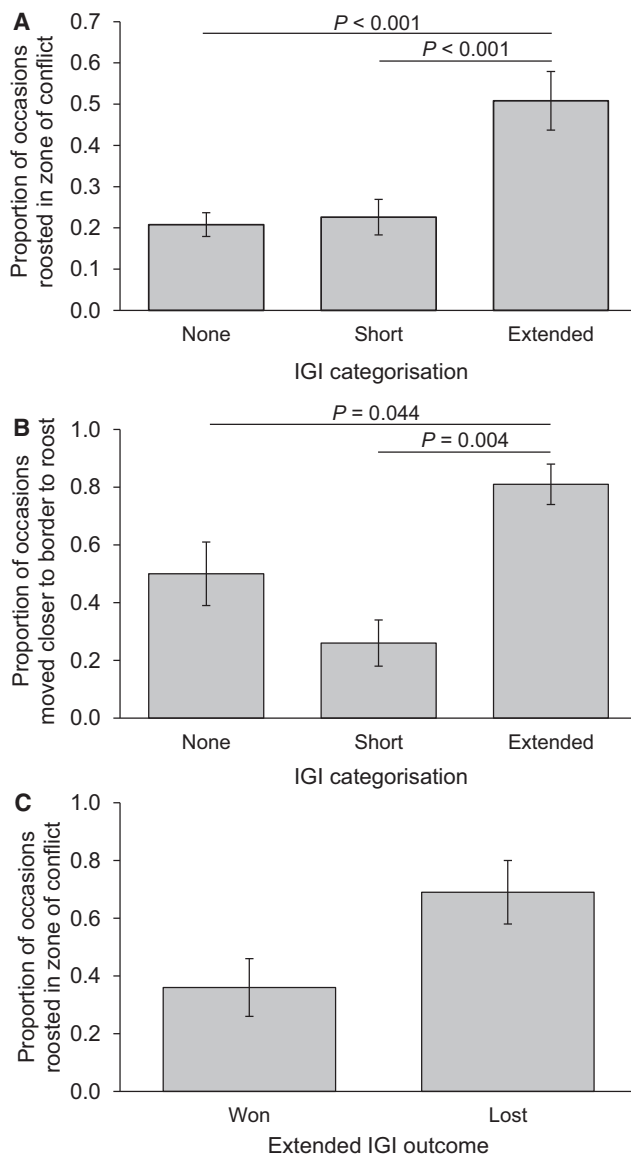 A
P < 0.001
P < 0.001
Proportion of occasions
roosted in zone of conflict
0.7
0.6
0.5
0.4
0.3
0.2
0.1
0.0
None Short Extended
IGI categorisation
B
P = 0.044
P = 0.004
Proportion of occasions
moved closer to border to roost
1.0
0.8
0.6
0.4
0.2
0.0
None Short Extended
IGI categorisation
C
Proportion of occasions
roosted in zone of conflict
1.0
0.8
0.6
0.4
0.2
0.0
Won Lost
Extended IGI outcome